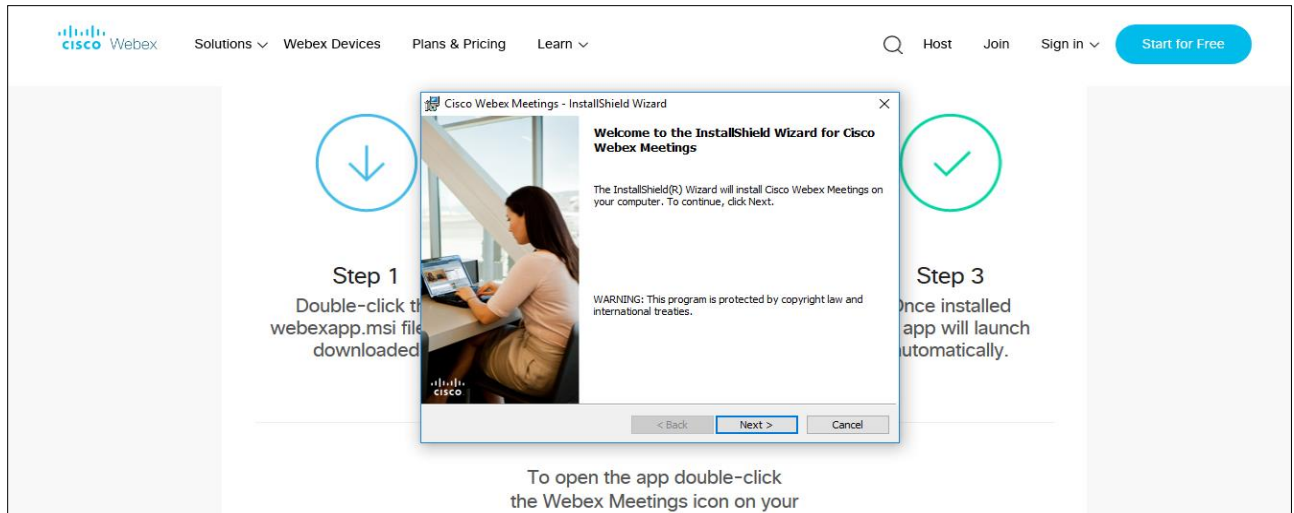 cisco Webex Solutions Webex Devices Plans & Pricing Learn Host Join Sign in Start for Free
Cisco Webex Meetings - InstallShield Wizard
Welcome to the InstallShield Wizard for Cisco
Webex Meetings
The InstallShield(R) Wizard will install Cisco Webex Meetings on
your computer. To continue, click Next.
WARNING: This program is protected by copyright law and
international treaties.
CISCO
< Back Next > Cancel
Step 1
Double-click
webexapp.msi
downloaded
Step 3
installed
app will launch
To open the app double-click
the Webex Meetings icon on your